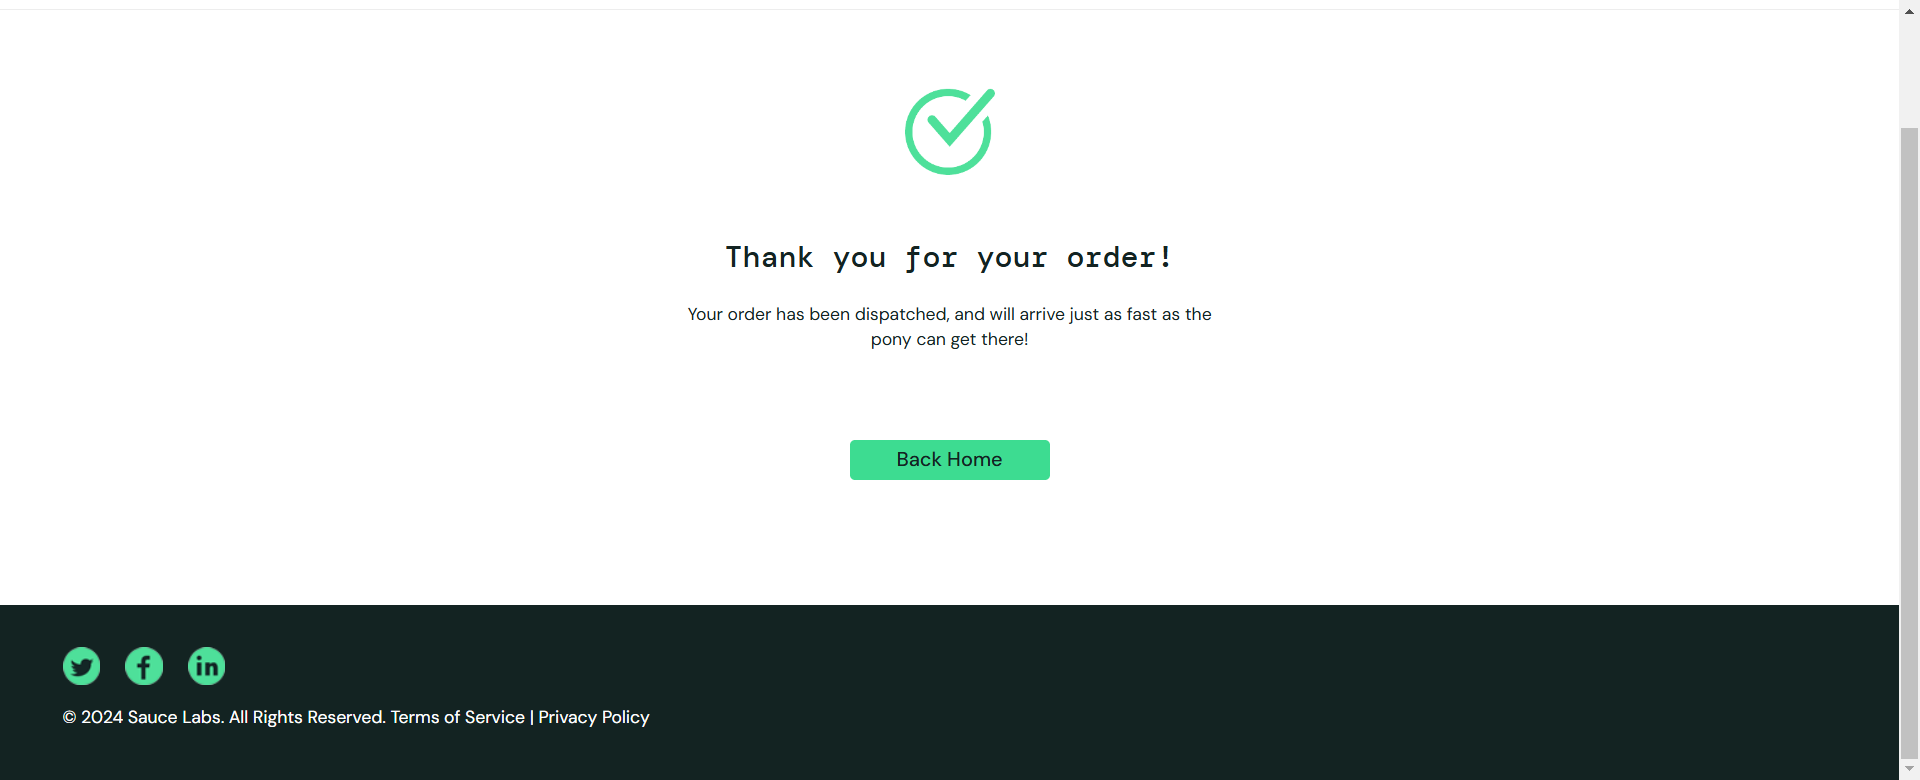 Thank you for your order!
Your order has been dispatched, and will arrive just as fast as the
pony can get there!
Back Home
© 2024 Sauce Labs. All Rights Reserved. Terms of Service | Privacy Policy